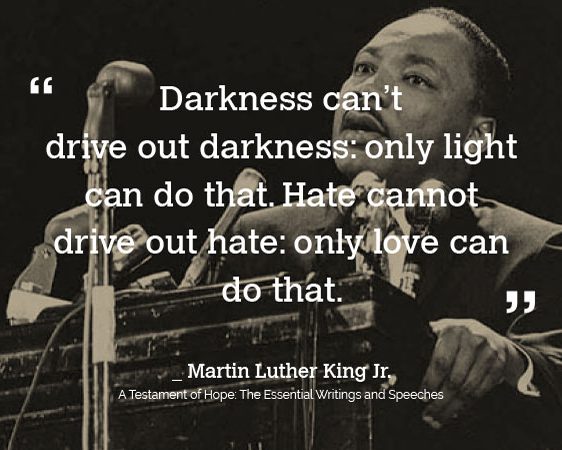 “
Darkness can’t
drive out darkness: only light
can do that. Hate cannot
drive out hate: only love can
do that.
”
_ Martin Luther King Jr.
A Testament of Hope: The Essential Writings and Speeches